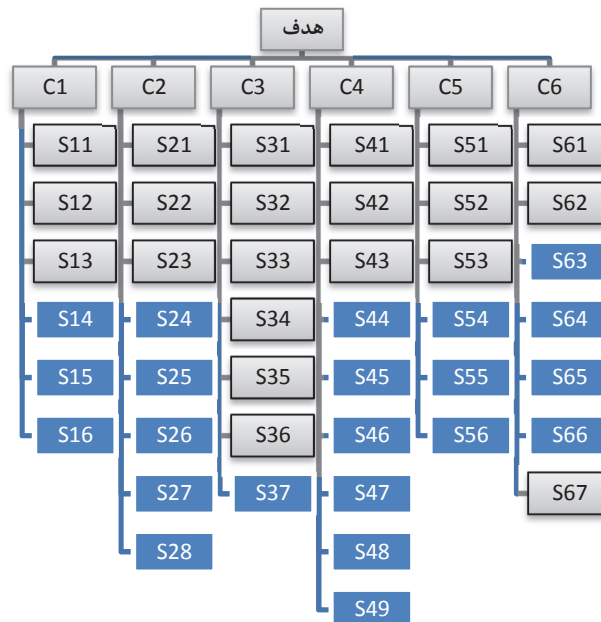 هدف
C1 C2 C3 C4 C5 C6
S11 S21 S31 S41 S51 S61
S12 S22 S32 S42 S52 S62
S13 S23 S33 S43 S53 S63
S14 S24 S34 S44 S54 S64
S15 S25 S35 S45 S55 S65
S16 S26 S36 S46 S56 S66
S27 S37 S47 S67
S28 S48
S49